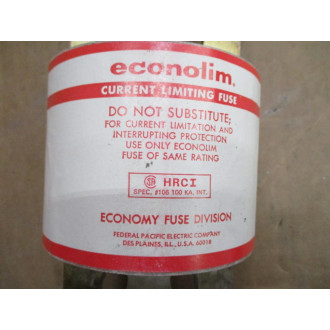 econolim.
CURRENT LIMITING FUSE
DO NOT SUBSTITUTE;
FOR CURRENT LIMITATION AND
INTERRUPTING PROTECTION
USE ONLY ECONOLIM
FUSE OF SAME RATING
HRCI
SPEC. #106 100 KA. INT.
ECONOMY FUSE DIVISION
FEDERAL PACIFIC ELECTRIC COMPANY
DES PLAINTS, ILL., U.S.A. 60018